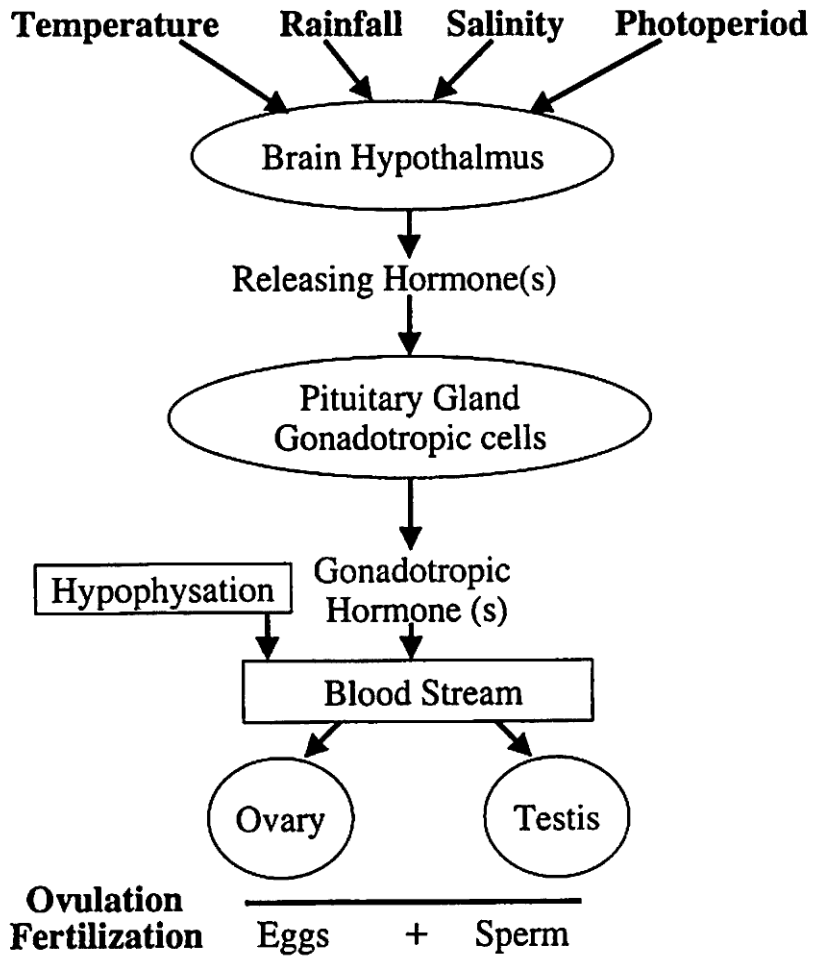 Temperature Rainfall Salinity Photoperiod
Brain Hypothalmus
Releasing Hormone(s)
Pituitary Gland
Gonadotropic cells
Hypophysation
Gonadotropic
Hormone (s)
Blood Stream
Ovary
Testis
Ovulation
Fertilization
Eggs + Sperm